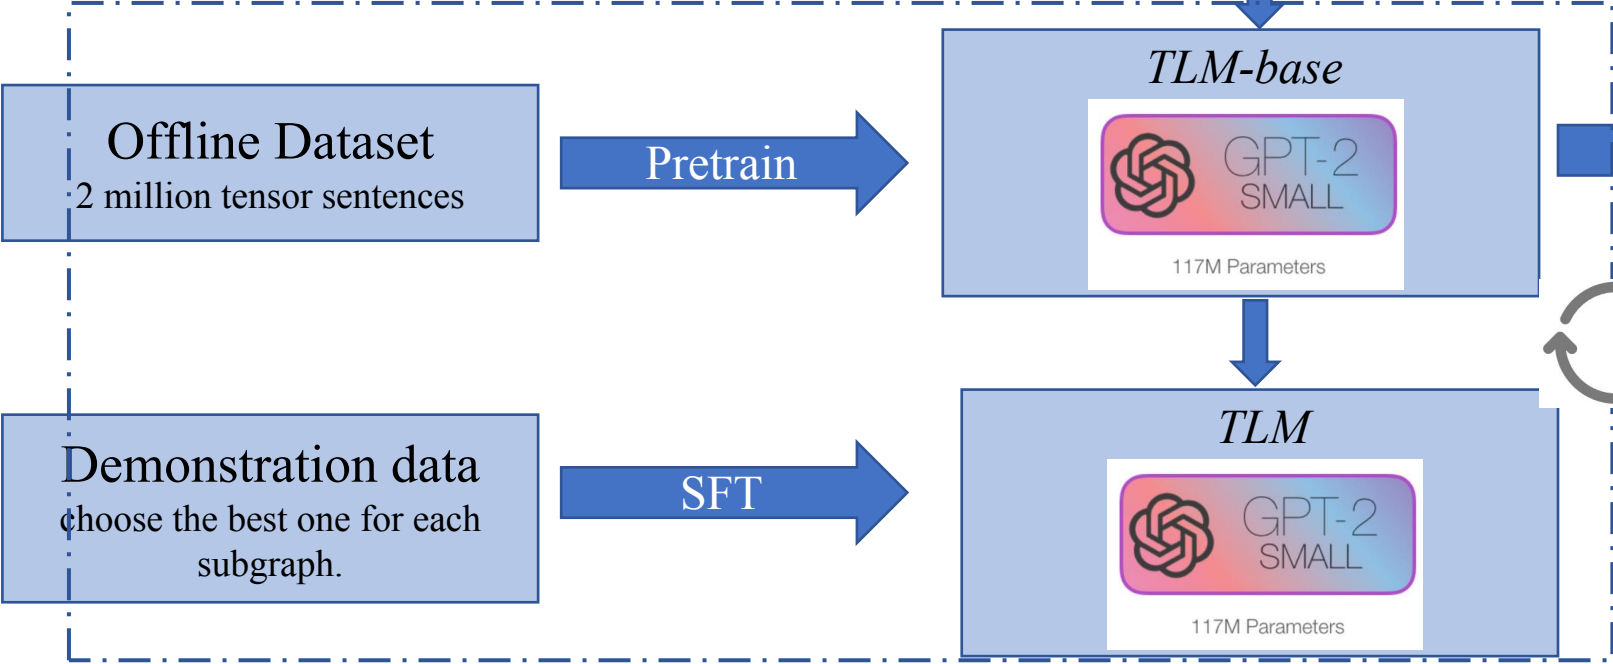 TLM-base
Offline Dataset
2 million tensor sentences
Pretrain
GPT-2
SMALL
117M Parameters
TLM
Demonstration data
choose the best one for each
subgraph.
SFT
GPT-2
SMALL
117M Parameters